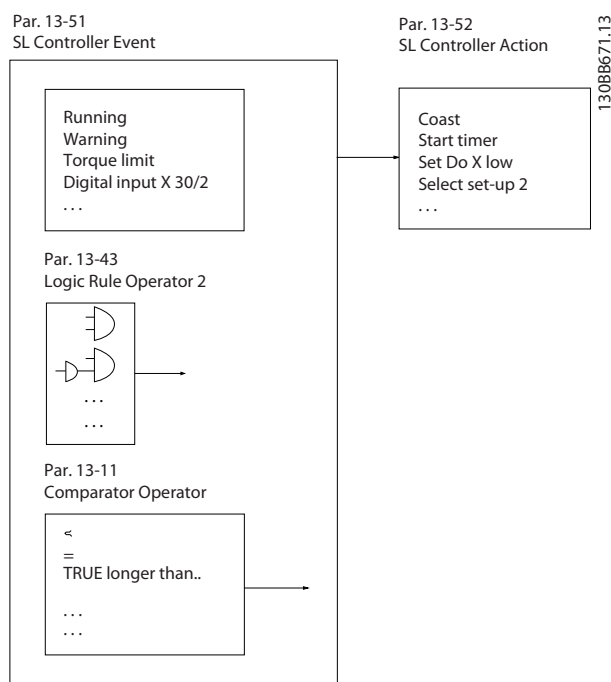 Par. 13-51
SL Controller Event
Par. 13-52
SL Controller Action
130BB671.13
Running
Warning
Torque limit
Digital input X 30/2
. . .
Coast
Start timer
Set Do X low
Select set-up 2
. . .
Par. 13-43
Logic Rule Operator 2
. . .
. . .
Par. 13-11
Comparator Operator
=
TRUE longer than..
. . .
. . .